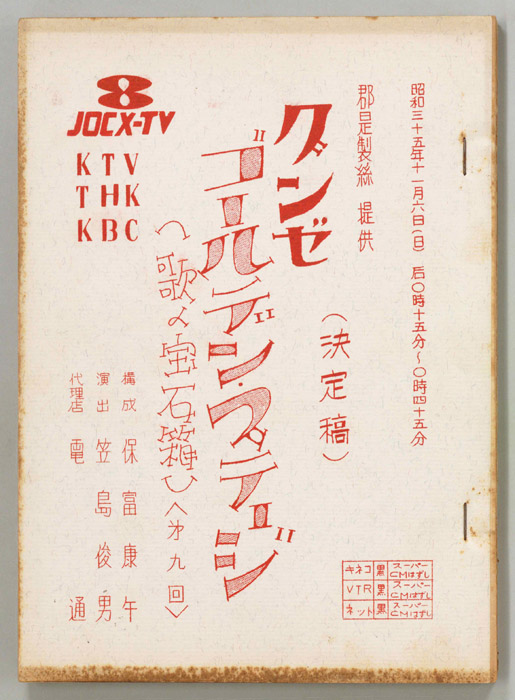 昭和三十五年十一月六日(日) 后〇時十五分〜〇時四十五分
郡是製絲 提供
(決定稿)
グンゼ
"ゴールデン・ステージ"
(歌の宝石箱)〈第九回〉
8
JOCX-TV
KTV
THK
KBC
構成 保富康午
演出 笠島俊男
代理店 電通
キネコ 黒 スーパー CMはずし
VTR 黒 スーパー CMはずし
ネット 黒 スーパー CMはずし